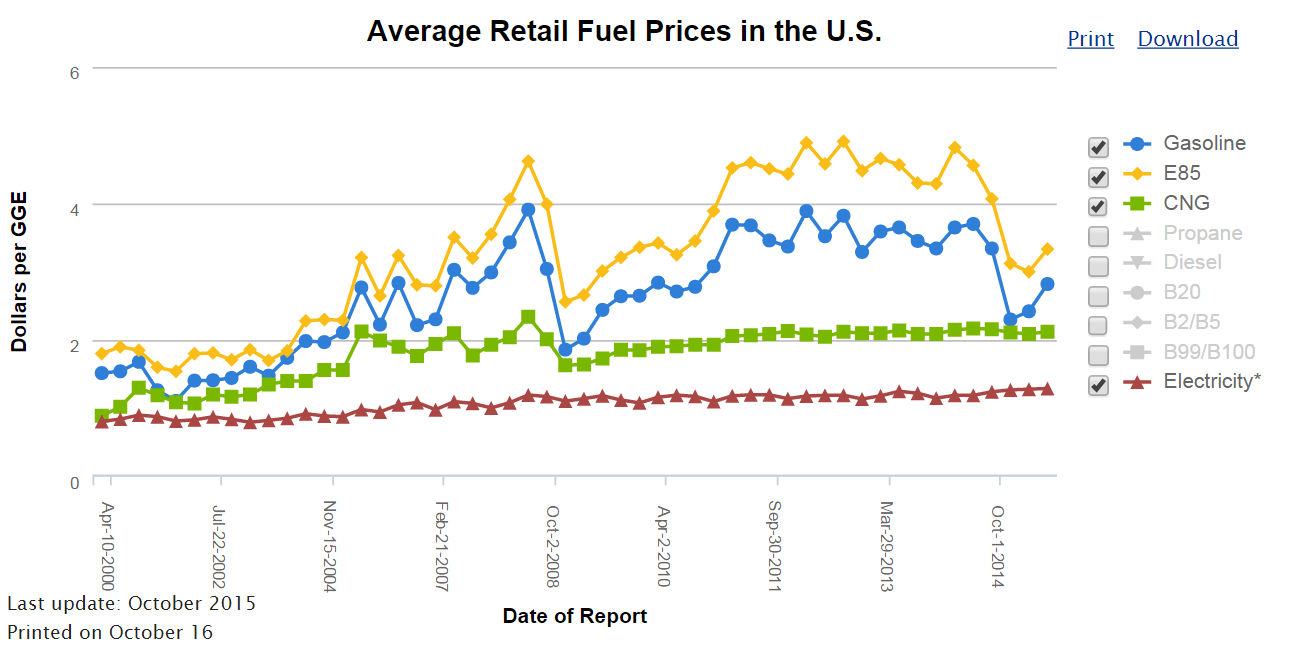 Average Retail Fuel Prices in the U.S.
Print Download
6
4
2
0
Dollars per GGE
Apr-10-2000
Jul-22-2002
Nov-15-2004
Feb-21-2007
Oct-2-2008
Apr-2-2010
Sep-30-2011
Mar-29-2013
Oct-1-2014
Date of Report
Gasoline
E85
CNG
Propane
Diesel
B20
B2/B5
B99/B100
Electricity*
Last update: October 2015
Printed on October 16